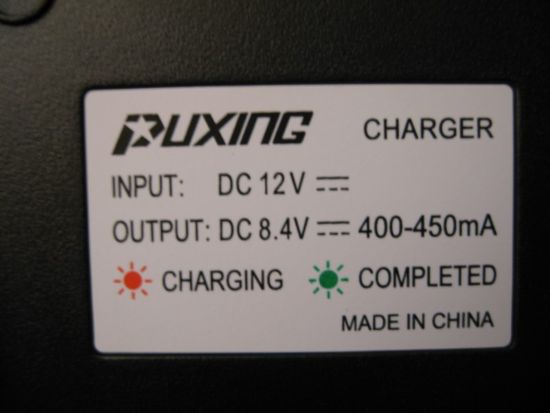 PUXING CHARGER
INPUT: DC 12V ⎓
OUTPUT: DC 8.4V ⎓ 400-450mA
CHARGING COMPLETED
MADE IN CHINA